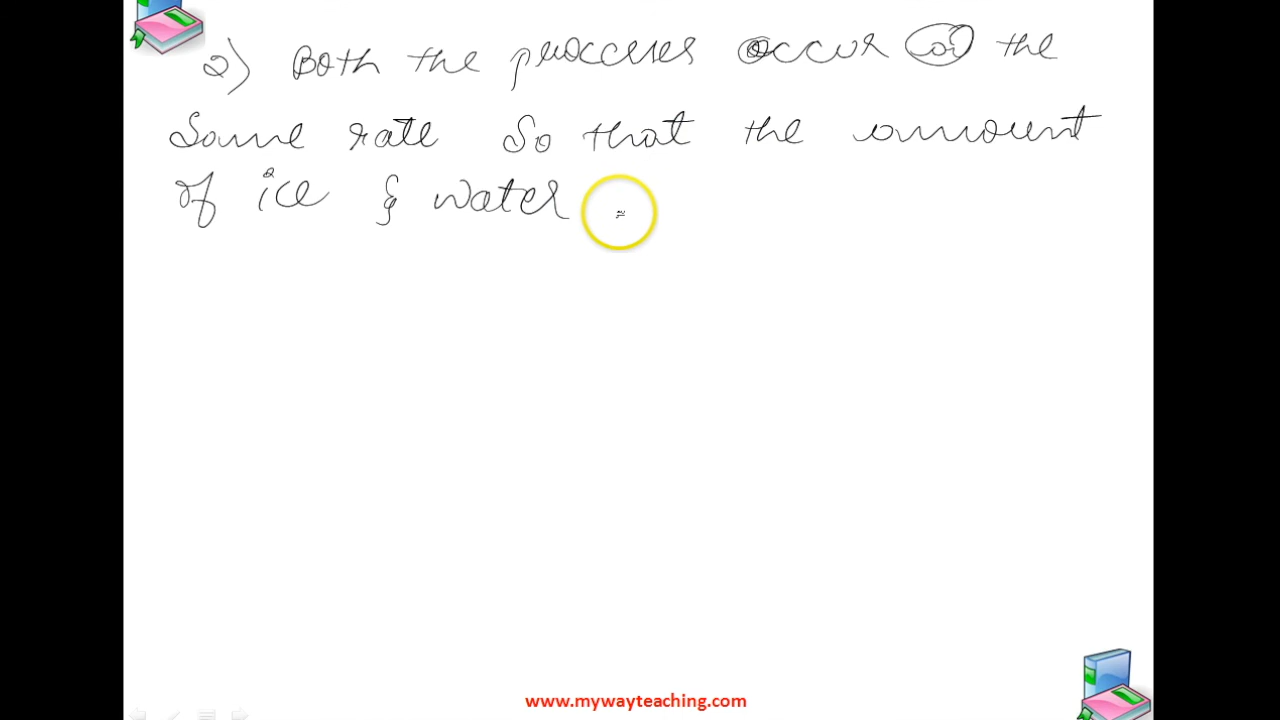 2) Both the processes occur at the
Same rate So that the amount
of ice & water
www.mywayteaching.com